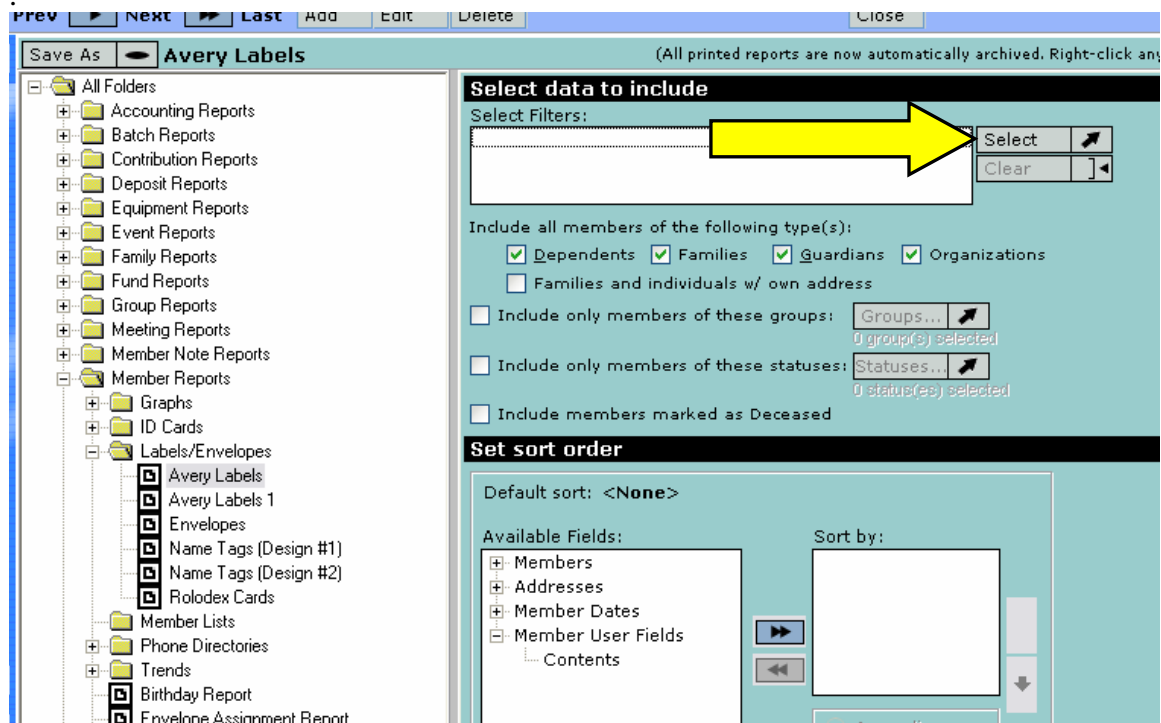 .
Prev Next Last Add Edit Delete Close
Save As Avery Labels (All printed reports are now automatically archived. Right-click any
All Folders
Accounting Reports
Batch Reports
Contribution Reports
Deposit Reports
Equipment Reports
Event Reports
Family Reports
Fund Reports
Group Reports
Meeting Reports
Member Note Reports
Member Reports
Graphs
ID Cards
Labels/Envelopes
Avery Labels
Avery Labels 1
Envelopes
Name Tags (Design #1)
Name Tags (Design #2)
Rolodex Cards
Member Lists
Phone Directories
Trends
Birthday Report
Envelope Assignment Report
Select data to include
Select Filters:
Select
Clear
Include all members of the following type(s):
Dependents Families Guardians Organizations
Families and individuals w/ own address
Include only members of these groups: Groups...
0 group(s) selected
Include only members of these statuses: Statuses...
0 status(es) selected
Include members marked as Deceased
Set sort order
Default sort: <None>
Available Fields: Sort by:
Members
Addresses
Member Dates
Member User Fields
Contents